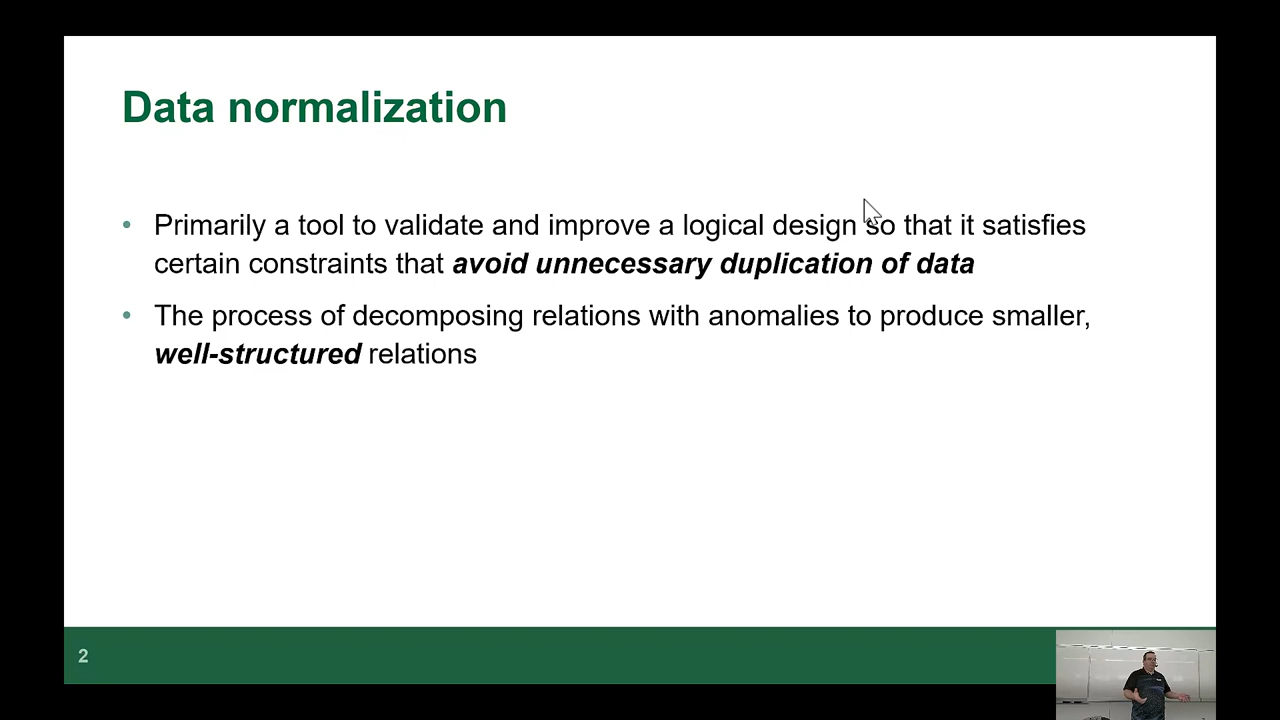 Data normalization
• Primarily a tool to validate and improve a logical design so that it satisfies
certain constraints that avoid unnecessary duplication of data
• The process of decomposing relations with anomalies to produce smaller,
well-structured relations
2